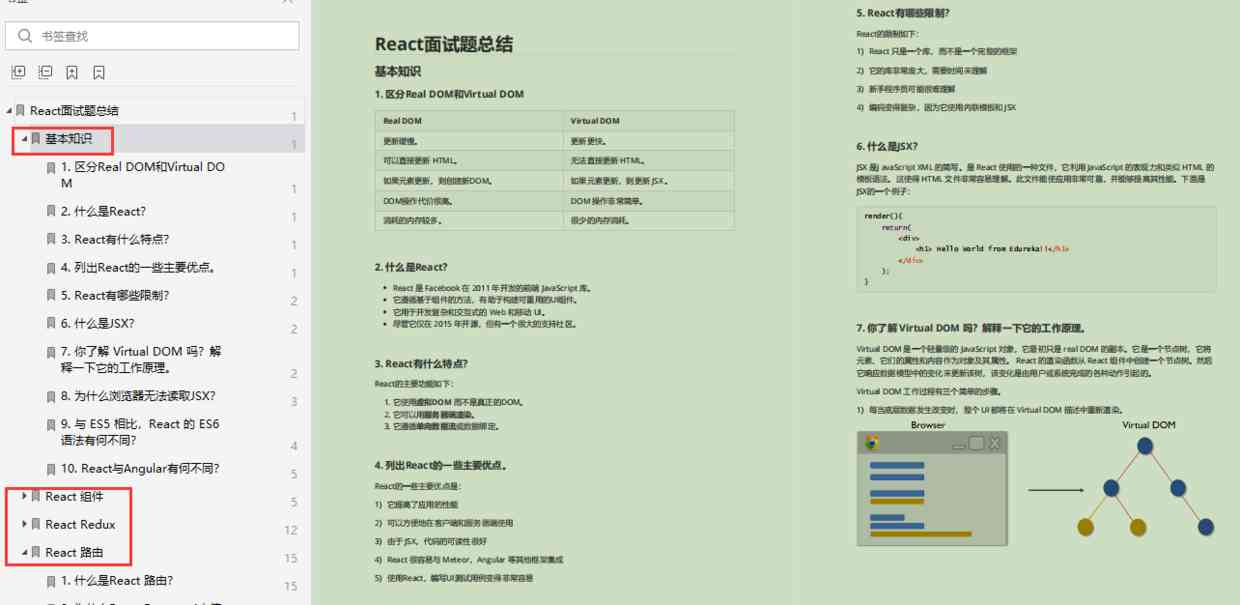 书签查找
React面试题总结
1
基本知识
1
1. 区分Real DOM和Virtual DO
M
1
2. 什么是React?
1
3. React有什么特点?
1
4. 列出React的一些主要优点。
1
5. React有哪些限制?
2
6. 什么是JSX?
2
7. 你了解 Virtual DOM 吗？解
释一下它的工作原理。
2
8. 为什么浏览器无法读取JSX?
3
9. 与 ES5 相比，React 的 ES6
语法有何不同?
4
10. React与Angular有何不同?
5
React 组件
5
React Redux
12
React 路由
15
1. 什么是React 路由?
15
React面试题总结
基本知识
1. 区分Real DOM和Virtual DOM
Real DOM Virtual DOM
更新缓慢。 更新更快。
可以直接更新 HTML。 无法直接更新 HTML。
如果元素更新，则创建新DOM。 如果元素更新，则更新 JSX 。
DOM操作代价很高。 DOM 操作非常简单。
消耗的内存较多。 很少的内存消耗。
2. 什么是React?
React 是 Facebook 在 2011 年开发的前端 JavaScript 库。
它遵循基于组件的方法，有助于构建可重用的UI组件。
它用于开发复杂和交互式的 Web 和移动 UI。
尽管它仅在 2015 年开源，但有一个很大的支持社区。
3. React有什么特点?
React的主要功能如下：
1. 它使用虚拟DOM 而不是真正的DOM。
2. 它可以用服务器端渲染。
3. 它遵循单向数据流或数据绑定。
4. 列出React的一些主要优点。
React的一些主要优点是：
1) 它提高了应用的性能
2) 可以方便地在客户端和服务器端使用
3) 由于 JSX，代码的可读性很好
4) React 很容易与 Meteor，Angular 等其他框架集成
5) 使用React，编写UI测试用例变得非常容易
5. React有哪些限制?
React的限制如下：
1) React 只是一个库，而不是一个完整的框架
2) 它的库非常庞大，需要时间来理解
3) 新手程序员可能很难理解
4) 编码变得复杂，因为它使用内联模板和 JSX
6. 什么是JSX?
JSX 是J avaScript XML 的简写。是 React 使用的一种文件，它利用 JavaScript 的表现力和类似 HTML 的
模板语法。这使得 HTML 文件非常容易理解。此文件能使应用非常可靠，并能够提高其性能。下面是
JSX的一个例子：
render(){
return(
<div>
<h1> Hello World from Edureka!!</h1>
</div>
);
}
7. 你了解 Virtual DOM 吗？解释一下它的工作原理。
Virtual DOM 是一个轻量级的 JavaScript 对象，它最初只是 real DOM 的副本。它是一个节点树，它将
元素、它们的属性和内容作为对象及其属性。 React 的渲染函数从 React 组件中创建一个节点树。然后
它响应数据模型中的变化来更新该树，该变化是由用户或系统完成的各种动作引起的。
Virtual DOM 工作过程有三个简单的步骤。
1) 每当底层数据发生改变时，整个 UI 都将在 Virtual DOM 描述中重新渲染。
Browser Virtual DOM